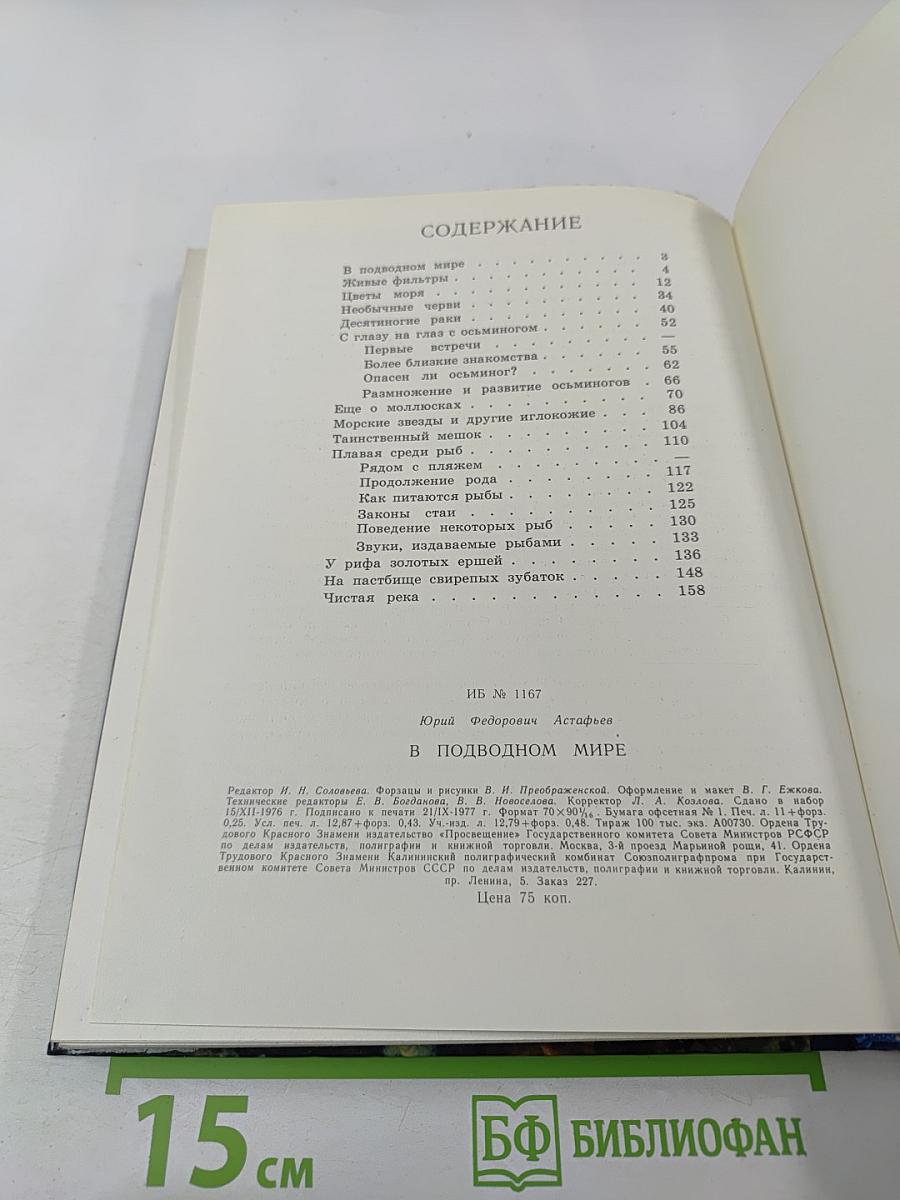 СОДЕРЖАНИЕ
В подводном мире . . . . . . . . . . 3
Живые фильтры . . . . . . . . . . . 4
Цветы моря . . . . . . . . . . . . 12
Необычные черви . . . . . . . . . . 34
Десятиногие раки . . . . . . . . . . 40
С глазу на глаз с осьминогом . . . . . . 52
Первые встречи . . . . . . . . . —
Более близкие знакомства . . . . . . 55
Опасен ли осьминог? . . . . . . . 62
Размножение и развитие осьминогов . 66
Еще о моллюсках . . . . . . . . . . 70
Морские звезды и другие иглокожие . . . 86
Таинственный мешок . . . . . . . . . 104
Плавая среди рыб . . . . . . . . . . 110
Рядом с пляжем . . . . . . . . . —
Продолжение рода . . . . . . . . 117
Как питаются рыбы . . . . . . . . 122
Законы стаи . . . . . . . . . . 125
Поведение некоторых рыб . . . . . 130
Звуки, издаваемые рыбами . . . . . 133
У рифа золотых ершей . . . . . . . . 136
На пастбище свирепых зубаток . . . . . 148
Чистая река . . . . . . . . . . . . 158
ИБ № 1167
Юрий Федорович Астафьев
В ПОДВОДНОМ МИРЕ
Редактор И. Н. Соловьева. Форзацы и рисунки В. И. Преображенской. Оформление и макет В. Г. Ежкова.
Технические редакторы Е. В. Богданова, В. В. Новоселова. Корректор Л. А. Козлова. Сдано в набор
15/XII-1976 г. Подписано к печати 21/IX-1977 г. Формат 70×90¹/₁₆. Бумага офсетная № 1. Печ. л. 11+форз.
0,25. Усл. печ. л. 12,87+форз. 0,43. Уч.-изд. л. 12,79+форз. 0,48. Тираж 100 тыс. экз. А00730. Ордена Тру-
дового Красного Знамени издательство «Просвещение» Государственного комитета Совета Министров РСФСР
по делам издательств, полиграфии и книжной торговли. Москва, 3-й проезд Марьиной рощи, 41. Ордена
Трудового Красного Знамени Калининский полиграфический комбинат Союзполиграфпрома при Государст-
венном комитете Совета Министров СССР по делам издательств, полиграфии и книжной торговли. Калинин,
пр. Ленина, 5. Заказ 227.
Цена 75 коп.
15 см
БФ БИБЛИОФАН